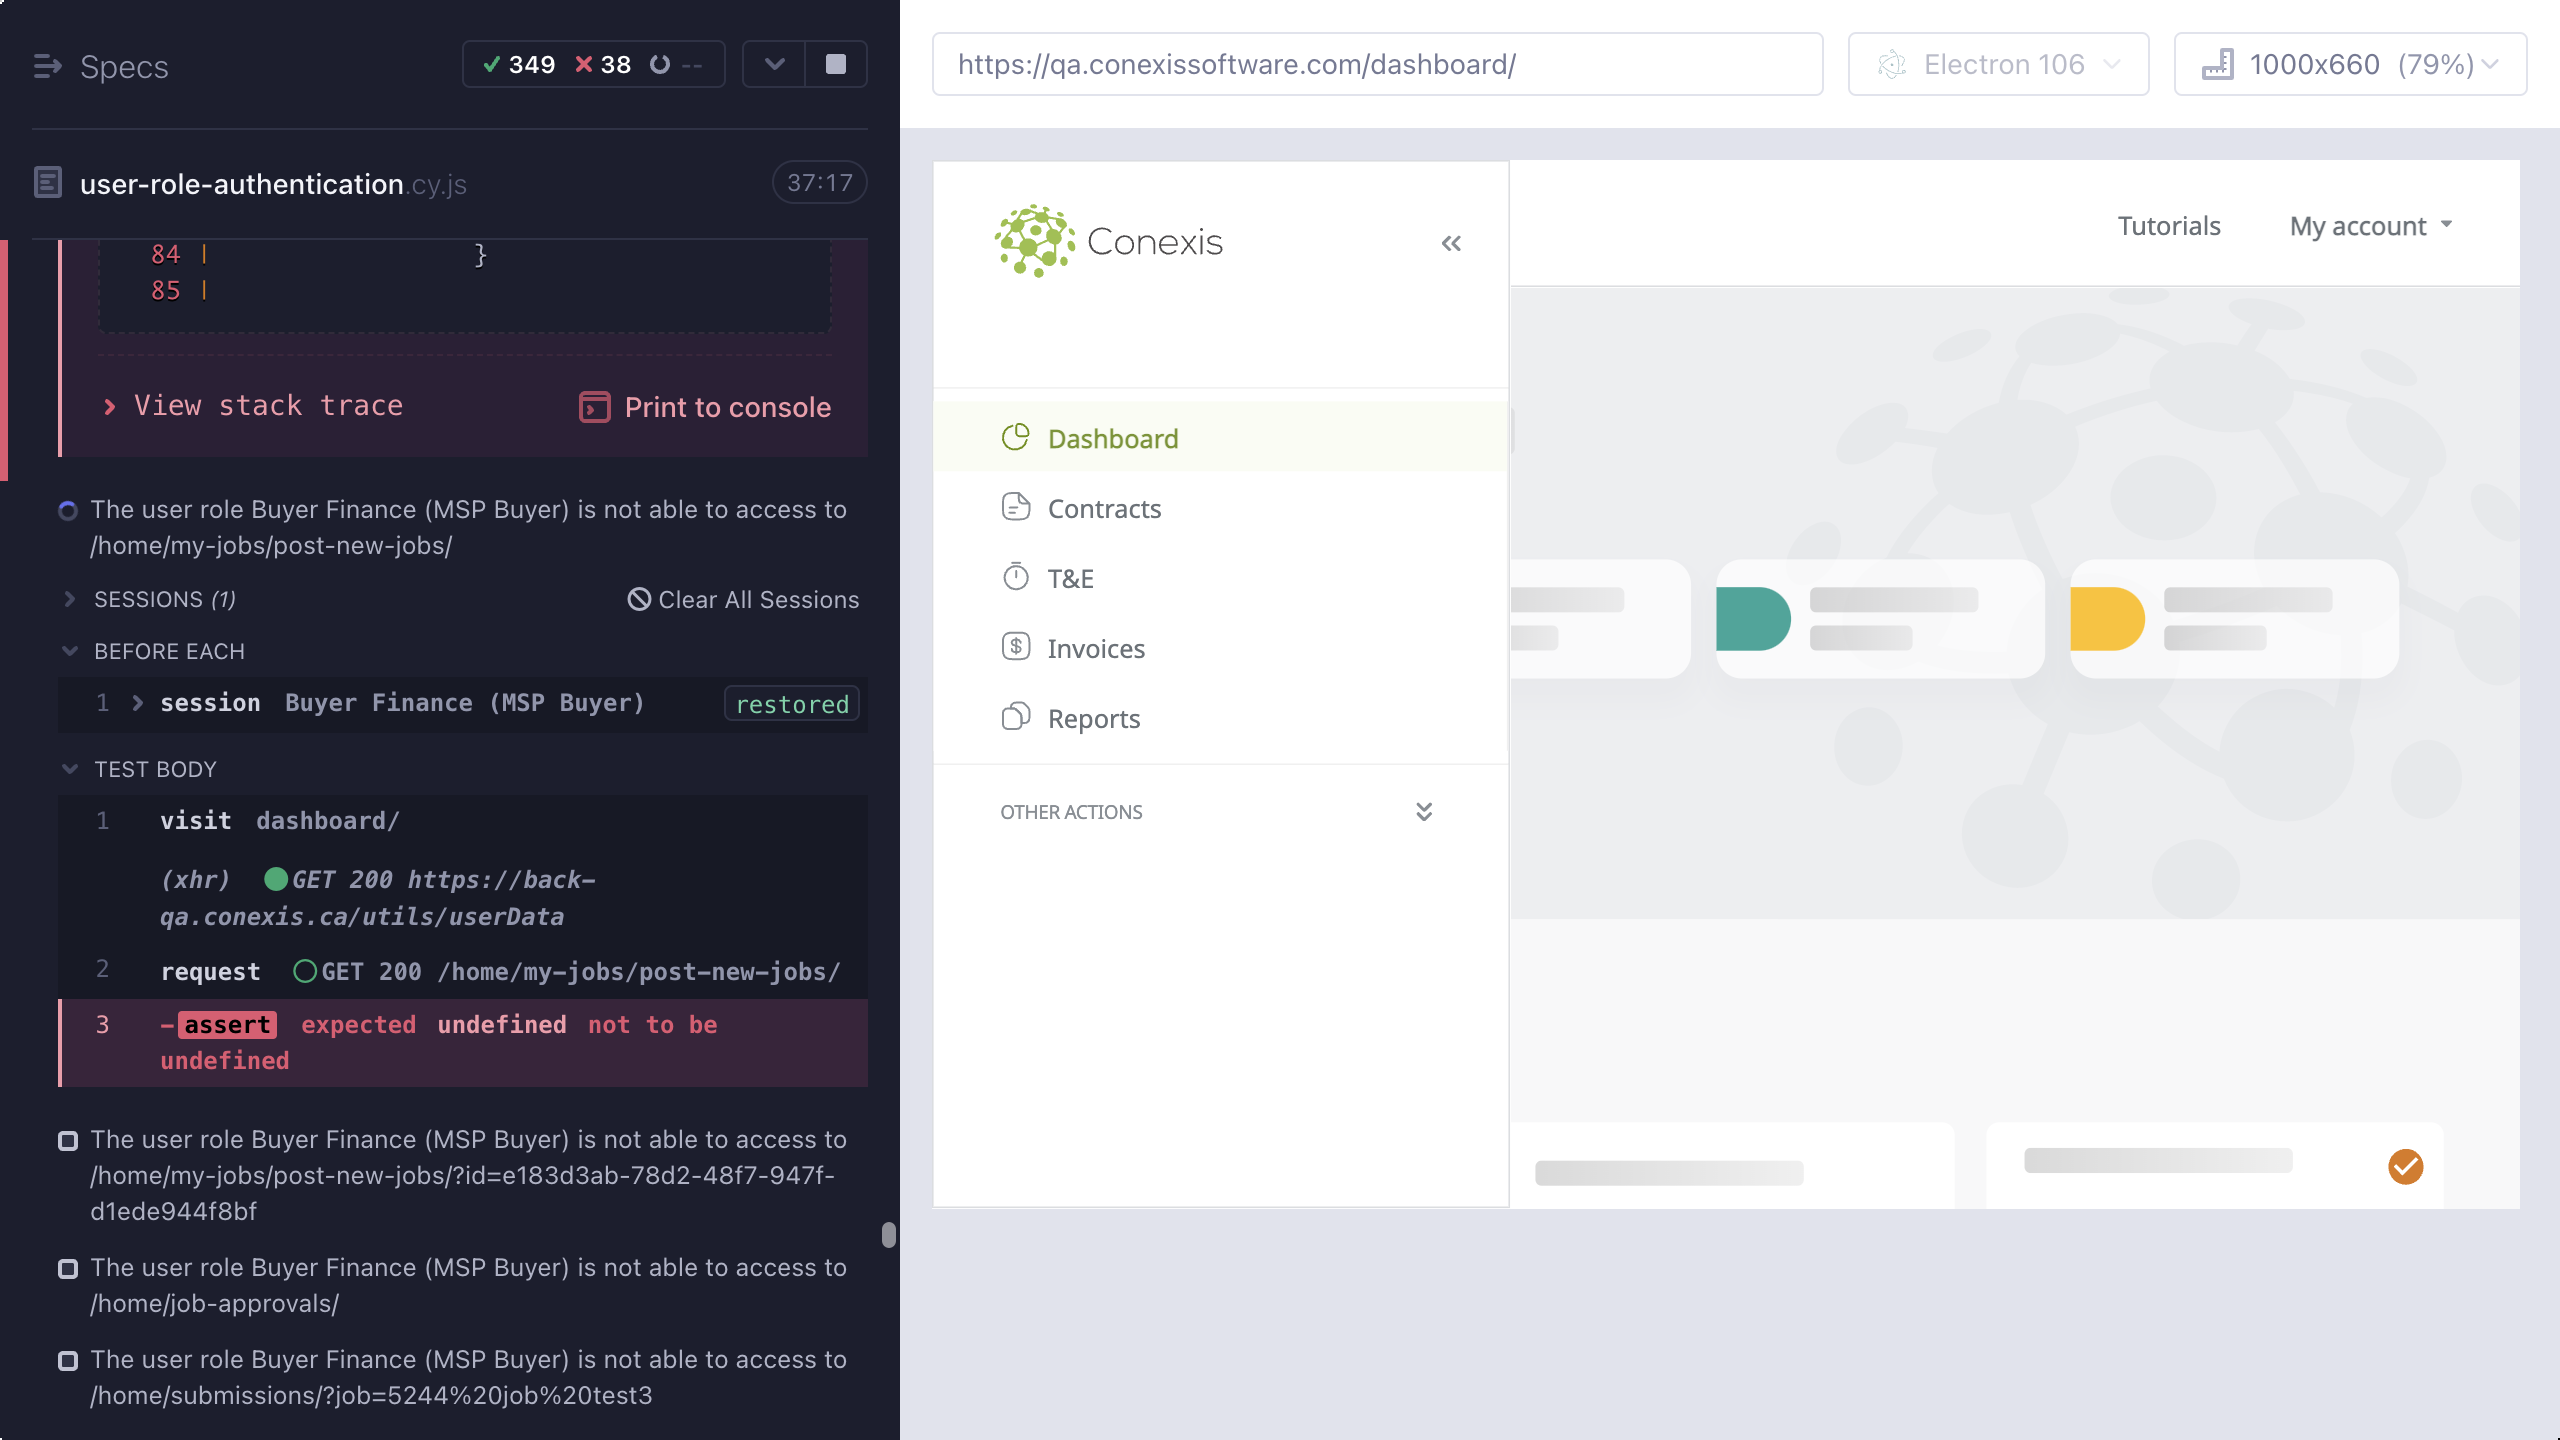 Specs
349 38 --
user-role-authentication.cy.js 37:17
84 | }
85 |
View stack trace Print to console
The user role Buyer Finance (MSP Buyer) is not able to access to
/home/my-jobs/post-new-jobs/
SESSIONS (1) Clear All Sessions
BEFORE EACH
1 session Buyer Finance (MSP Buyer) restored
TEST BODY
1 visit dashboard/
(xhr) GET 200 https://back-
qa.conexis.ca/utils/userData
2 request GET 200 /home/my-jobs/post-new-jobs/
3 -assert expected undefined not to be
undefined
The user role Buyer Finance (MSP Buyer) is not able to access to
/home/my-jobs/post-new-jobs/?id=e183d3ab-78d2-48f7-947f-
d1ede944f8bf
The user role Buyer Finance (MSP Buyer) is not able to access to
/home/job-approvals/
The user role Buyer Finance (MSP Buyer) is not able to access to
/home/submissions/?job=5244%20job%20test3
https://qa.conexissoftware.com/dashboard/ Electron 106 1000x660 (79%)
Conexis
Tutorials My account
Dashboard
Contracts
T&E
Invoices
Reports
OTHER ACTIONS